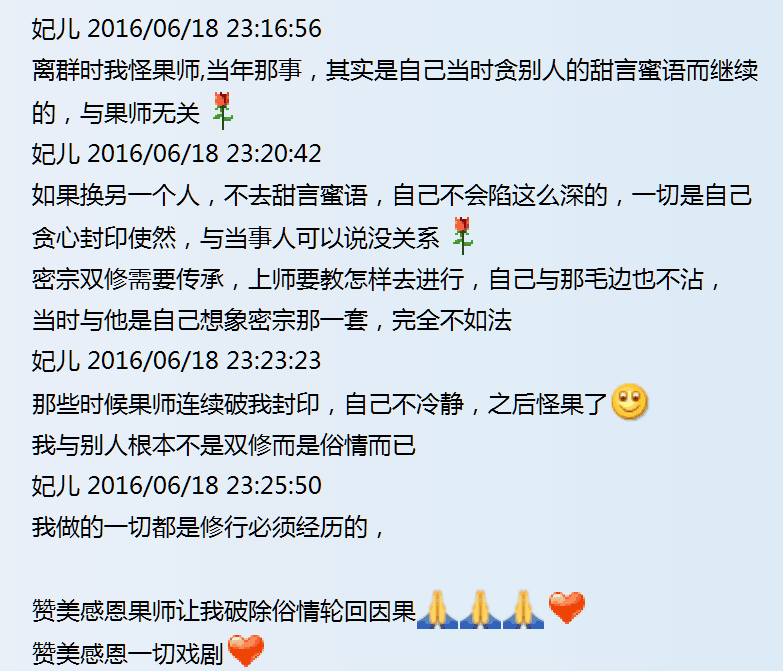 妃儿 2016/06/18 23:16:56
离群时我怪果师,当年那事，其实是自己当时贪别人的甜言蜜语而继续
的，与果师无关
妃儿 2016/06/18 23:20:42
如果换另一个人，不去甜言蜜语，自己不会陷这么深的，一切是自己
贪心封印使然，与当事人可以说没关系
密宗双修需要传承，上师要教怎样去进行，自己与那毛边也不沾，
当时与他是自己想象密宗那一套，完全不如法
妃儿 2016/06/18 23:23:23
那些时候果师连续破我封印，自己不冷静，之后怪果了
我与别人根本不是双修而是俗情而已
妃儿 2016/06/18 23:25:50
我做的一切都是修行必须经历的，
赞美感恩果师让我破除俗情轮回因果
赞美感恩一切戏剧